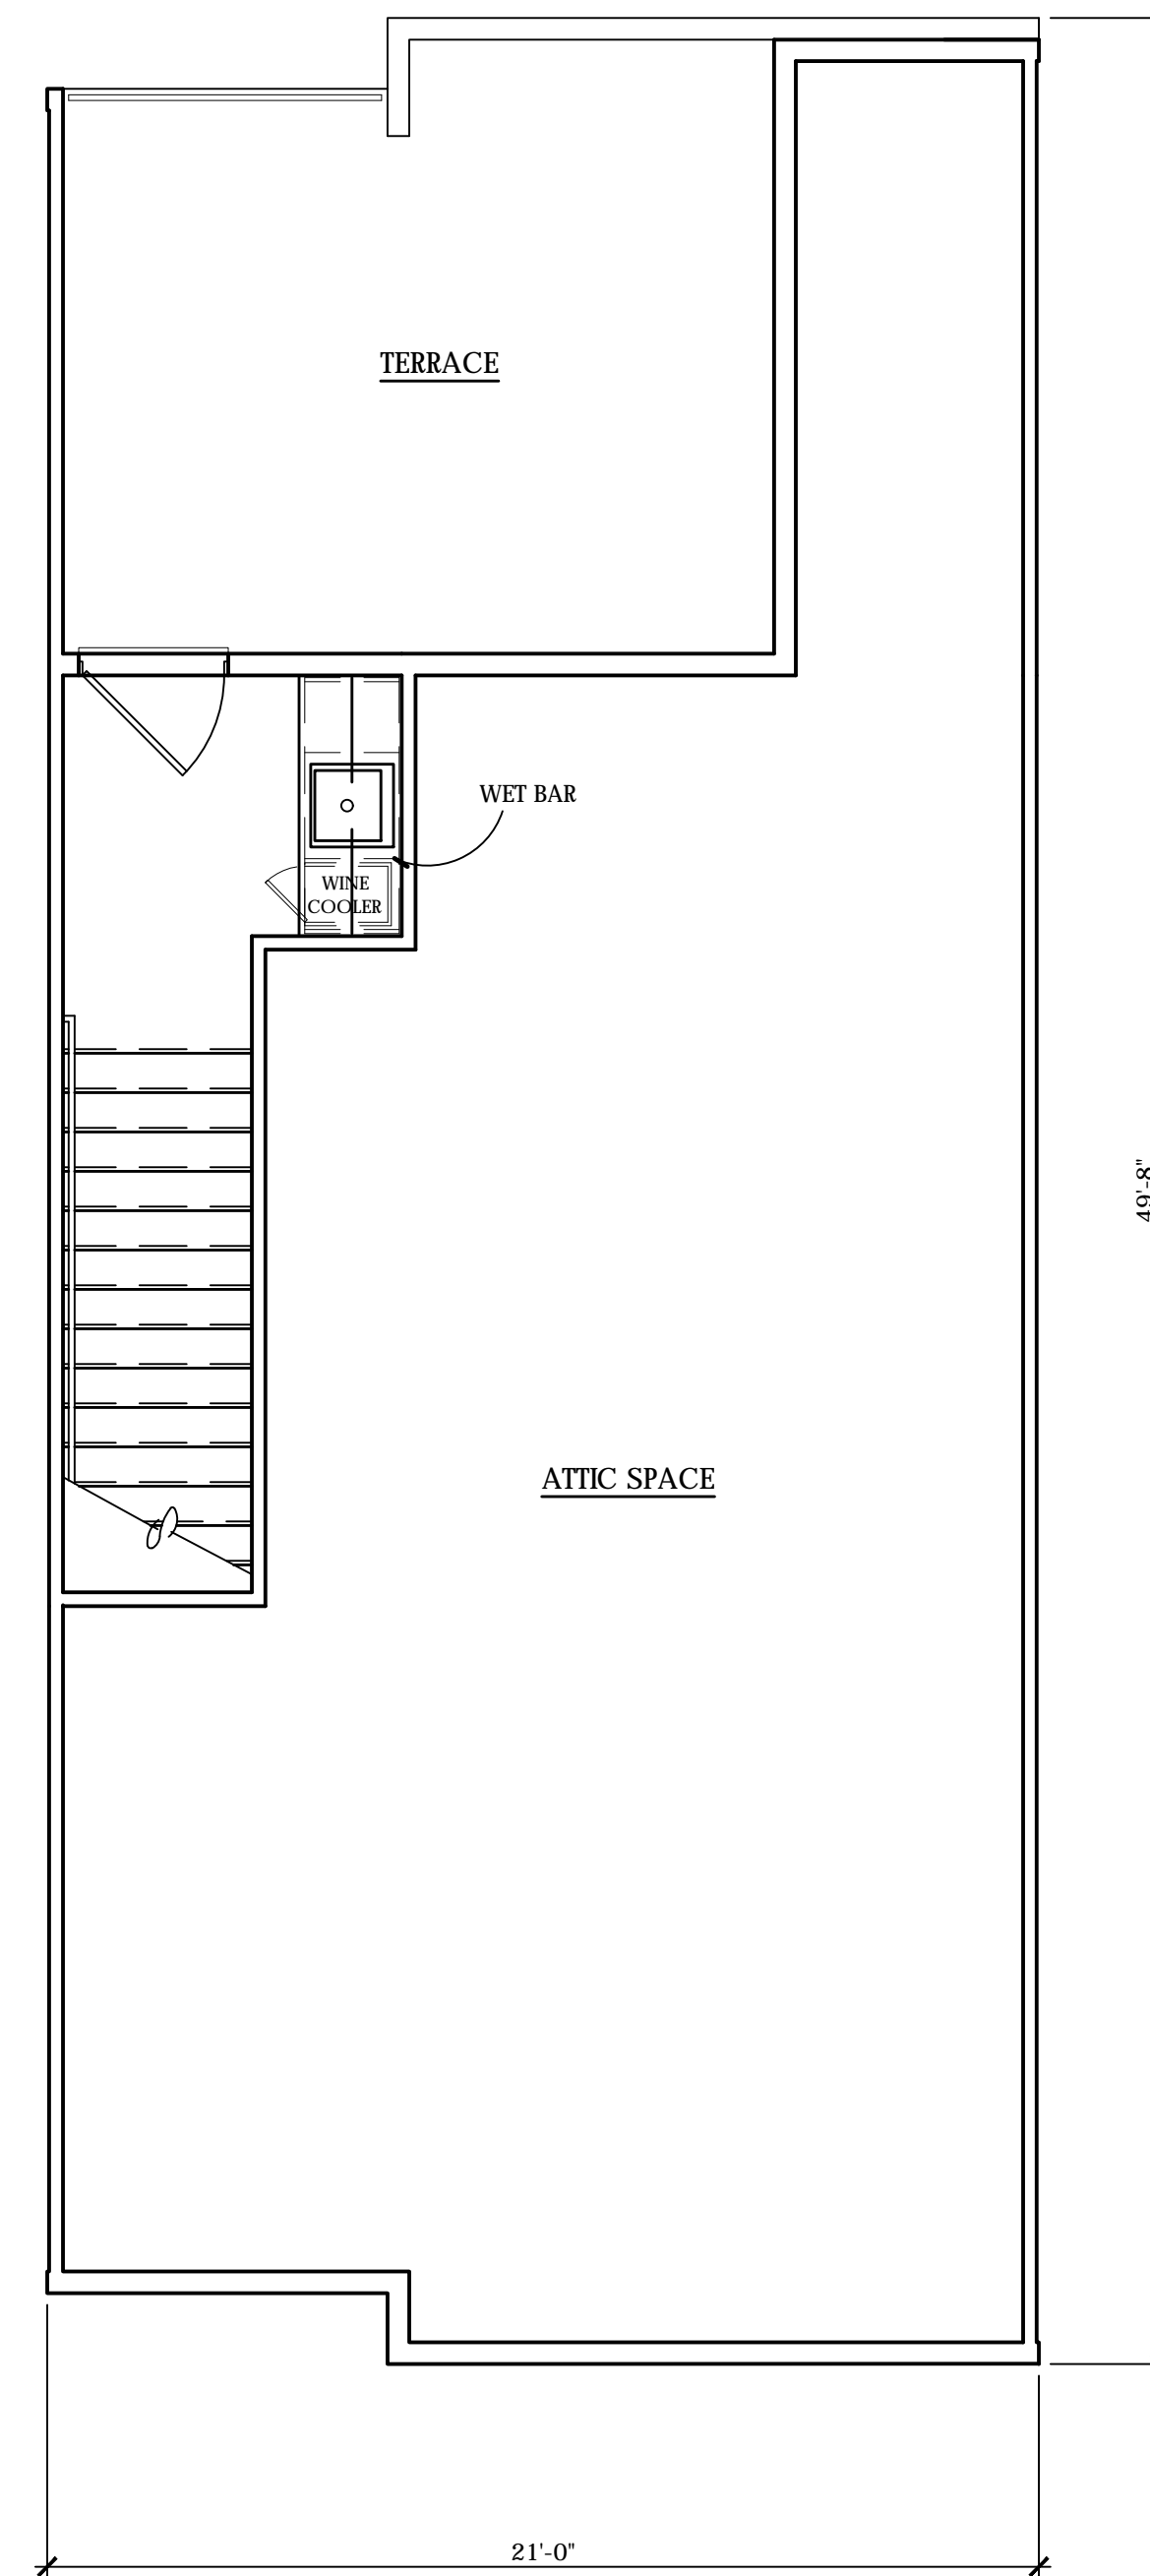 TERRACE
WET BAR
WINE
COOLER
49'-8"
ATTIC SPACE
21'-0"